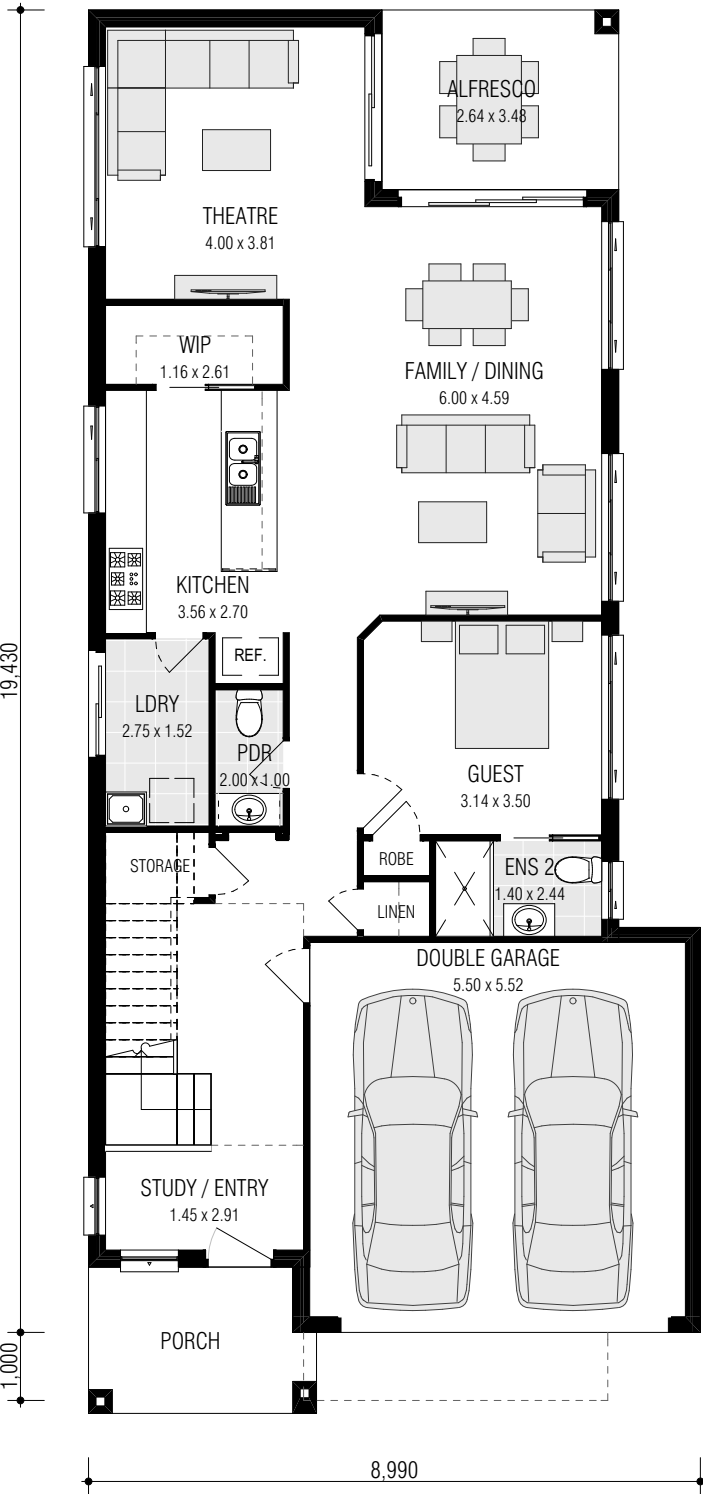 ALFRESCO
2.64 x 3.48
THEATRE
4.00 x 3.81
WIP
1.16 x 2.61
FAMILY / DINING
6.00 x 4.59
KITCHEN
3.56 x 2.70
REF.
19,430
LDRY
2.75 x 1.52
PDR
2.00 x 1.00
GUEST
3.14 x 3.50
STORAGE
ROBE
ENS 2
1.40 x 2.44
LINEN
DOUBLE GARAGE
5.50 x 5.52
STUDY / ENTRY
1.45 x 2.91
PORCH
1,000
8,990